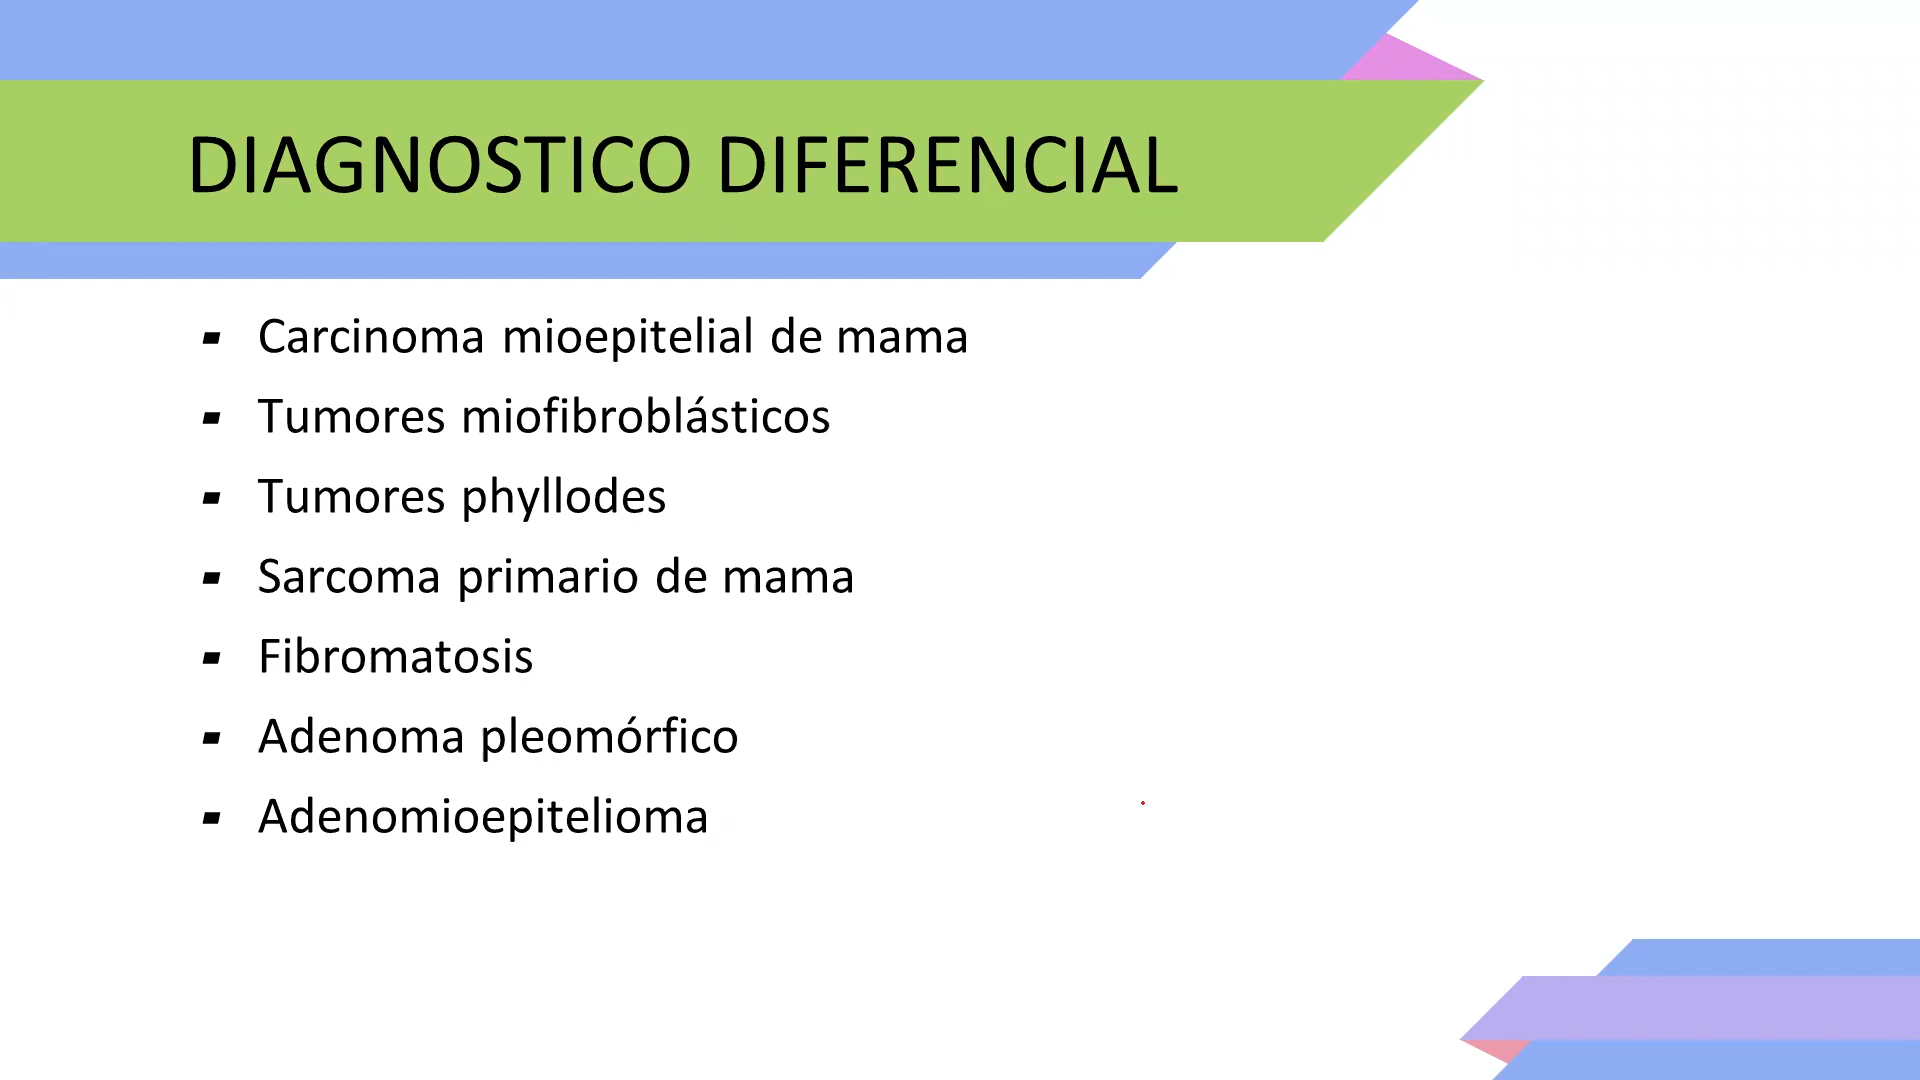 DIAGNOSTICO DIFERENCIAL
Carcinoma mioepitelial de mama
Tumores miofibroblásticos
Tumores phyllodes
Sarcoma primario de mama
Fibromatosis
Adenoma pleomórfico
Adenomioepitelioma